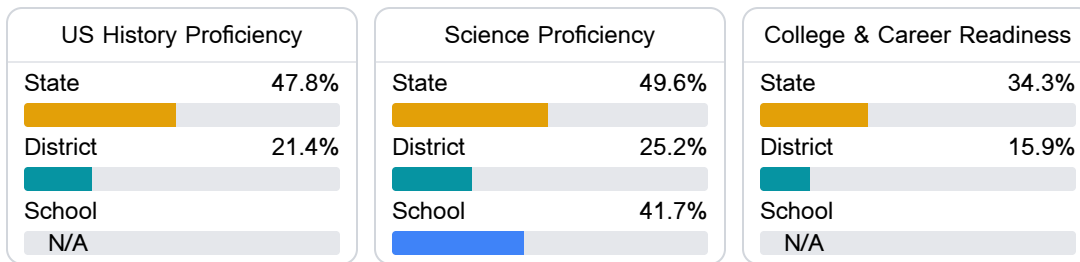 US History Proficiency
State 47.8%
District 21.4%
School
N/A
Science Proficiency
State 49.6%
District 25.2%
School 41.7%
College & Career Readiness
State 34.3%
District 15.9%
School
N/A